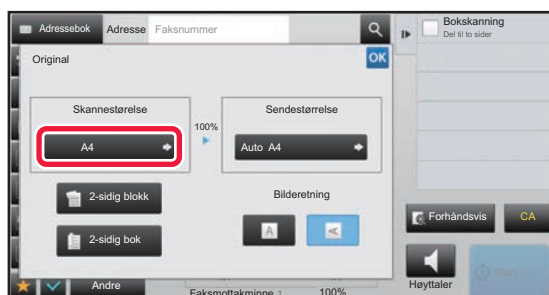 Adressebok
Adresse
Faksnummer
Bokskanning
Del til to sider
Original
OK
Skannestørelse
Sendestørrelse
100%
A4
Auto A4
2-sidig blokk
Bilderetning
A
A
2-sidig bok
Forhåndsvis
CA
Start
Høyttaler
Andre
Faksmottakminne :
100%